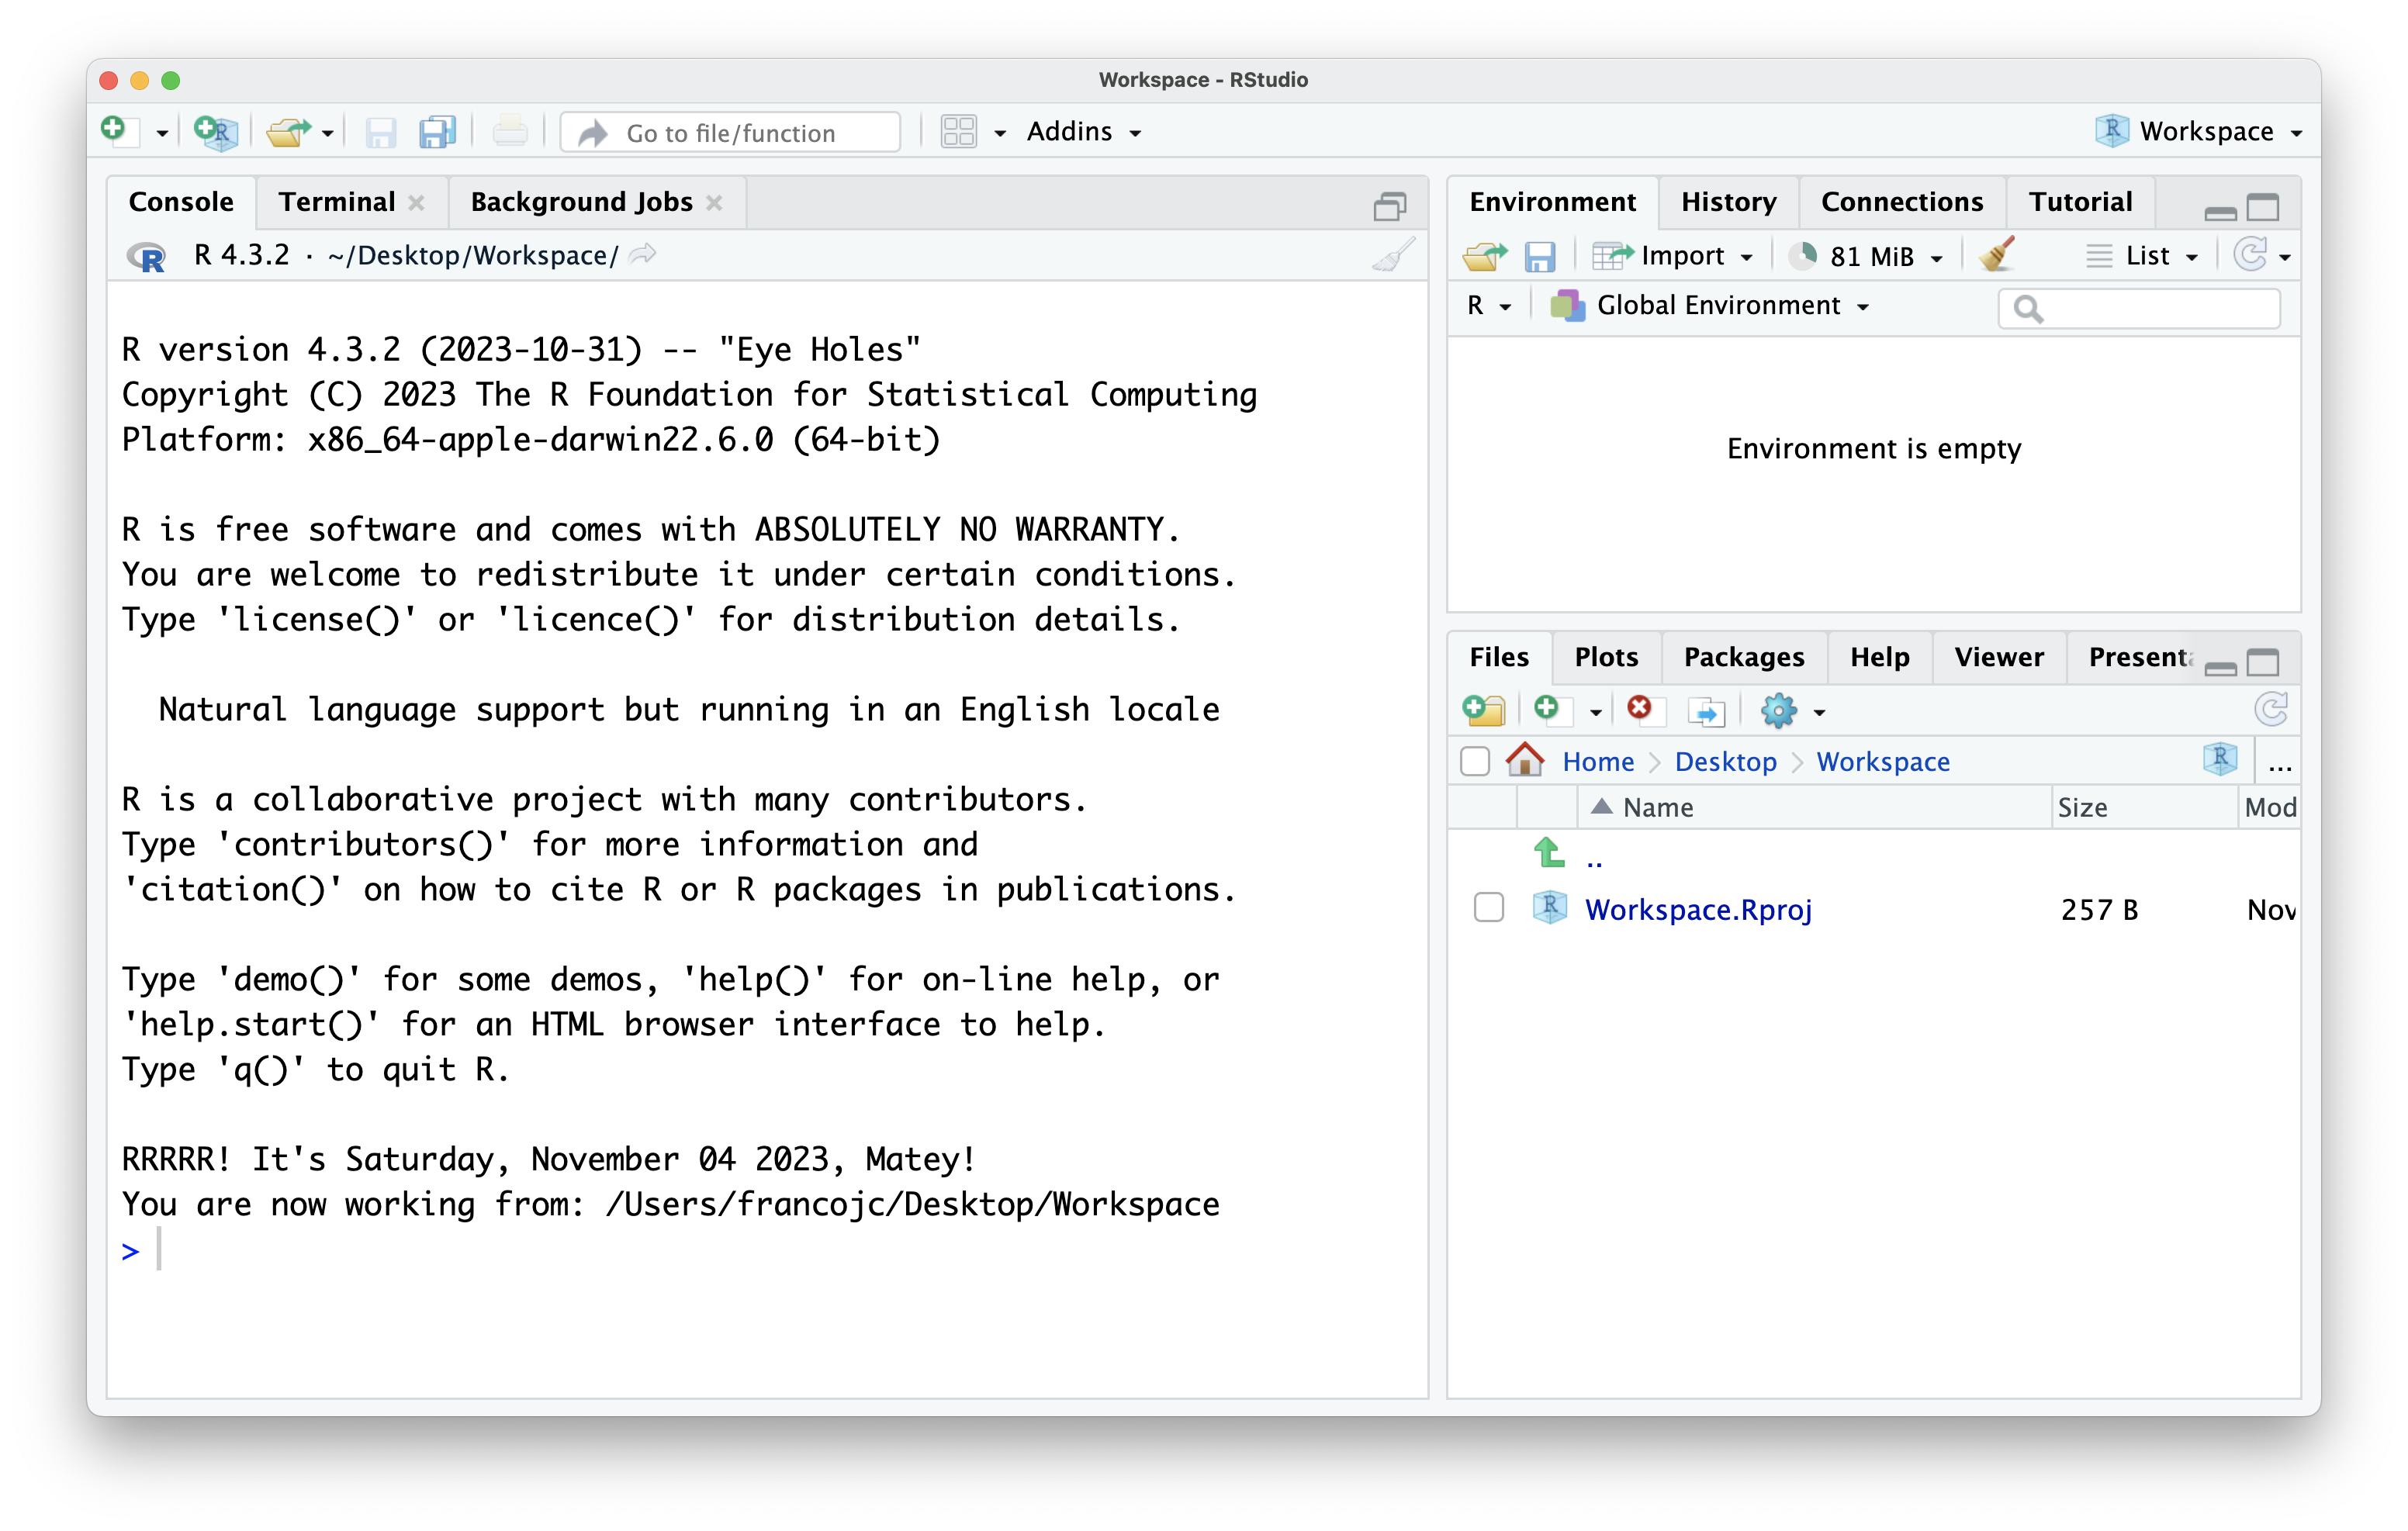 Workspace - RStudio
Go to file/function
Addins
Workspace
Console Terminal Background Jobs
R 4.3.2 · ~/Desktop/Workspace/
R version 4.3.2 (2023-10-31) -- "Eye Holes"
Copyright (C) 2023 The R Foundation for Statistical Computing
Platform: x86_64-apple-darwin22.6.0 (64-bit)
R is free software and comes with ABSOLUTELY NO WARRANTY.
You are welcome to redistribute it under certain conditions.
Type 'license()' or 'licence()' for distribution details.
Natural language support but running in an English locale
R is a collaborative project with many contributors.
Type 'contributors()' for more information and
'citation()' on how to cite R or R packages in publications.
Type 'demo()' for some demos, 'help()' for on-line help, or
'help.start()' for an HTML browser interface to help.
Type 'q()' to quit R.
RRRRR! It's Saturday, November 04 2023, Matey!
You are now working from: /Users/francojc/Desktop/Workspace
>
Environment History Connections Tutorial
Import 81 MiB List
R Global Environment
Environment is empty
Files Plots Packages Help Viewer Present
Home Desktop Workspace ...
Name Size Mod
..
Workspace.Rproj 257 B Nov